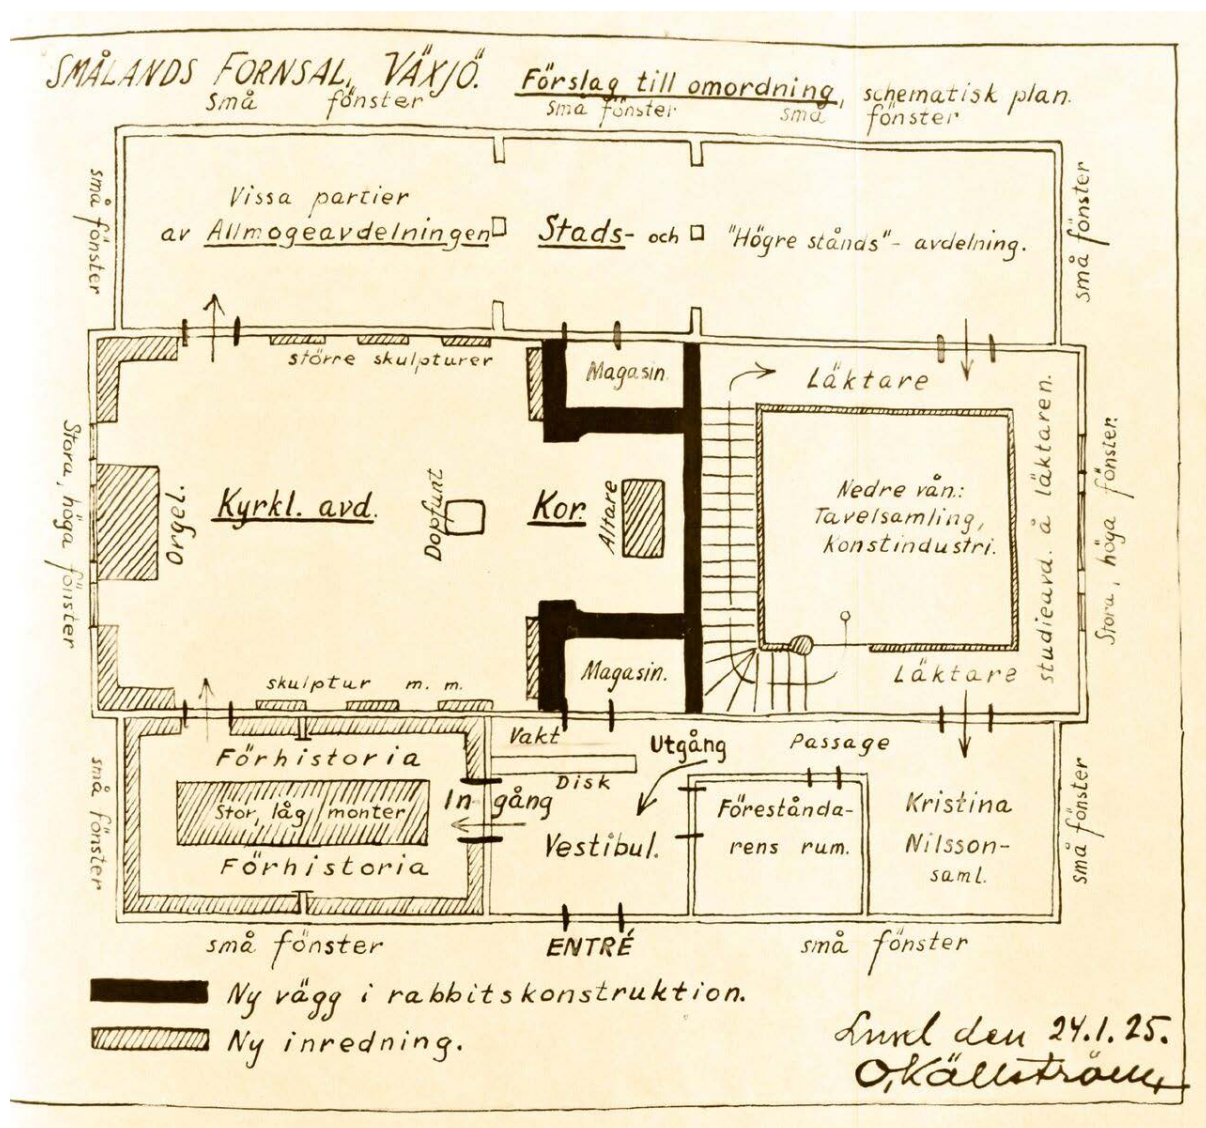 SMÅLANDS FORNSAL, VÄXJÖ. Förslag till omordning, schematisk plan.
små fönster små fönster små fönster
små fönster
Vissa partier
av Allmogeavdelningen
Stads- och "Högre stånds"- avdelning.
små fönster
större skulpturer
Magasin.
Läktare
Stora, höga fönster
Orgel.
Kyrkl. avd.
Dopfunt
Kor.
Altare
Nedre vån.:
Tavelsamling,
konstindustri.
studieavd. å läktaren.
Stora, höga fönster.
skulptur m. m.
Magasin.
Läktare
små fönster
Förhistoria
Stor, låg monter
Förhistoria
Ingång
Vakt
Disk
Utgång
Vestibul.
Passage
Förestånda-
rens rum.
Kristina
Nilsson-
saml.
små fönster
små fönster
ENTRÉ
små fönster
Ny vägg i rabbitskonstruktion.
Ny inredning.
Lund den 24.1.25.
O. Källström